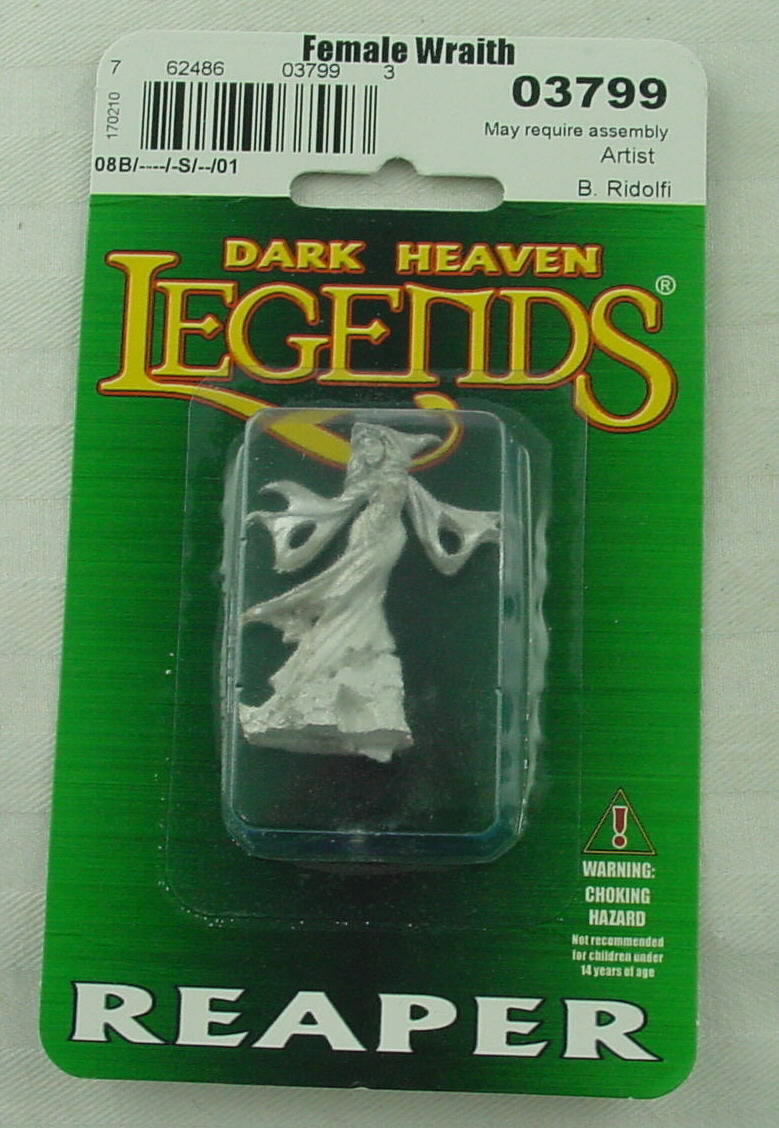 Female Wraith
7 62486 03799 3
170210
03799
May require assembly
08B/----/-S/--/01
Artist
B. Ridolfi
DARK HEAVEN
LEGENDS®
WARNING:
CHOKING
HAZARD
Not recommended
for children under
14 years of age
REAPER